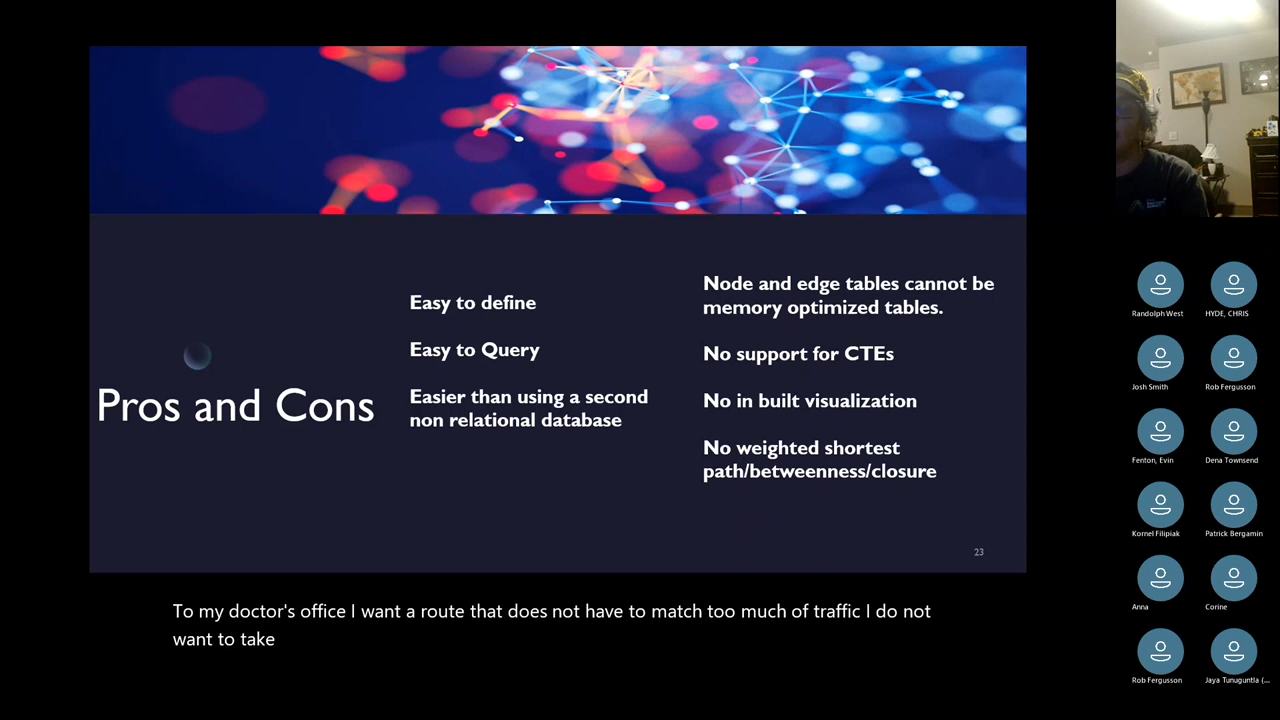 Pros and Cons
Easy to define
Easy to Query
Easier than using a second
non relational database
Node and edge tables cannot be
memory optimized tables.
No support for CTEs
No in built visualization
No weighted shortest
path/betweenness/closure
23
To my doctor's office I want a route that does not have to match too much of traffic I do not
want to take
Randolph West
HYDE, CHRIS
Josh Smith
Rob Fergusson
Fenton, Evin
Dena Townsend
Kornel Filipiak
Patrick Bergamin
Anna
Corine
Rob Fergusson
Jaya Tunuguntla (...